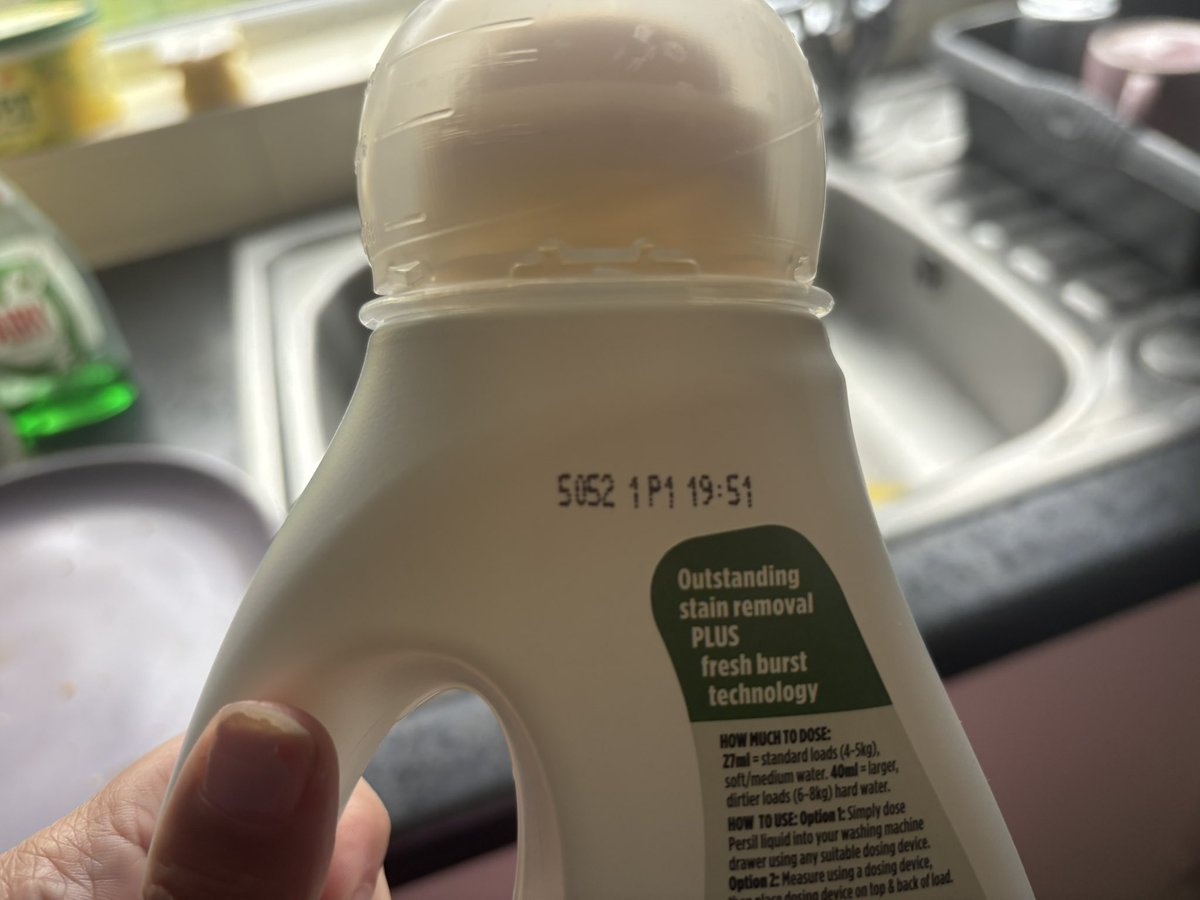 5052 1P1 19:51
Outstanding
stain removal
PLUS
fresh burst
technology
HOW MUCH TO DOSE:
27ml = standard loads (4-5kg),
soft/medium water. 40ml = larger,
dirtier loads (6-8kg) hard water.
HOW TO USE: Option 1: Simply dose
Persil liquid into your washing machine
drawer using any suitable dosing device.
Option 2: Measure using a dosing device,
then place dosing device on top & back of load.